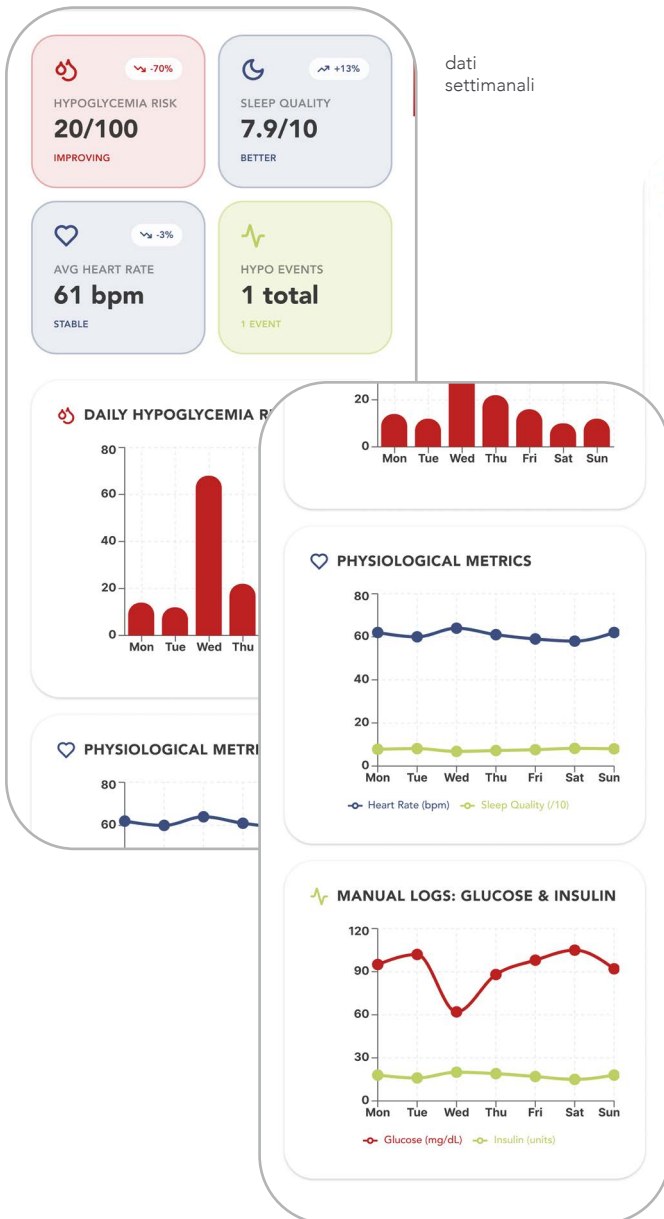 dati
settimanali
-70%
HYPOGLYCEMIA RISK
20/100
IMPROVING
+13%
SLEEP QUALITY
7.9/10
BETTER
-3%
AVG HEART RATE
61 bpm
STABLE
HYPO EVENTS
1 total
1 EVENT
DAILY HYPOGLYCEMIA R
80
60
40
20
0
Mon Tue Wed Thu
PHYSIOLOGICAL METRI
80
60
20
0
Mon Tue Wed Thu Fri Sat Sun
PHYSIOLOGICAL METRICS
80
60
40
20
0
Mon Tue Wed Thu Fri Sat Sun
Heart Rate (bpm) Sleep Quality (/10)
MANUAL LOGS: GLUCOSE & INSULIN
120
90
60
30
0
Mon Tue Wed Thu Fri Sat Sun
Glucose (mg/dL) Insulin (units)